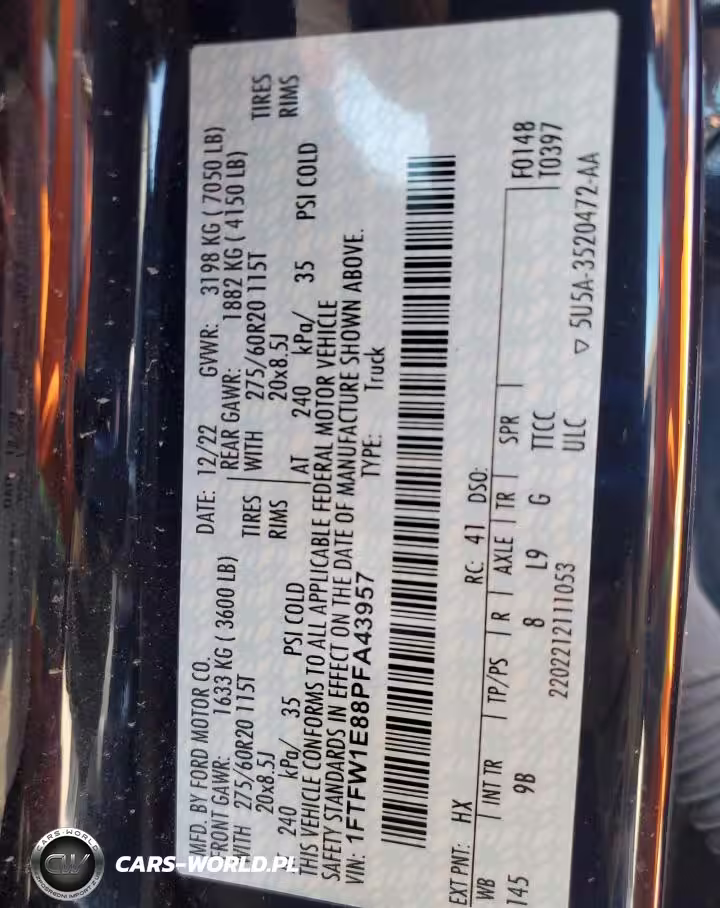 MFD. BY FORD MOTOR CO. DATE: 12/22 GVWR: 3198 KG ( 7050 LB)
FRONT GAWR: 1633 KG ( 3600 LB) REAR GAWR: 1882 KG ( 4150 LB)
WITH 275/60R20 115T TIRES WITH 275/60R20 115T TIRES
20x8.5J RIMS 20x8.5J RIMS
AT 240 kPa/ 35 PSI COLD AT 240 kPa/ 35 PSI COLD
THIS VEHICLE CONFORMS TO ALL APPLICABLE FEDERAL MOTOR VEHICLE
SAFETY STANDARDS IN EFFECT ON THE DATE OF MANUFACTURE SHOWN ABOVE.
VIN: 1FTFW1E88PFA43957 TYPE: Truck
EXT PNT: HX RC: 41 DSO: F0148
WB INT TR TP/PS R AXLE TR SPR T0397
145 9B 8 L9 G TTCC
2202212111053 ULC ▽ 5U5A-3520472-AA
CARS-WORLD
CW
CARS-WORLD.PL